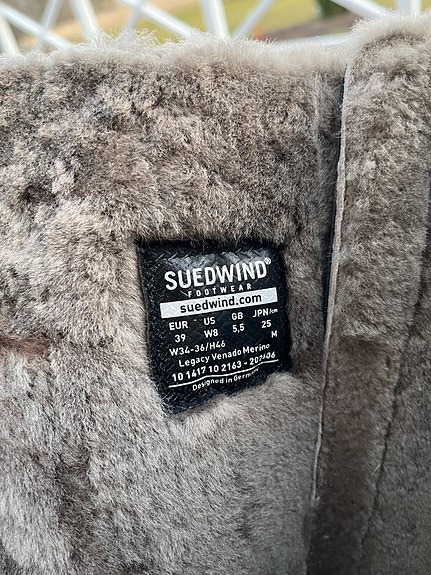 SUEDWIND®
FOOTWEAR
suedwind.com
EUR US GB JPN/cm
39 W8 5,5 25
W34-36/H46 M
Legacy Venado Merino
10 1417 10 2163 - 202606
Designed in Germany